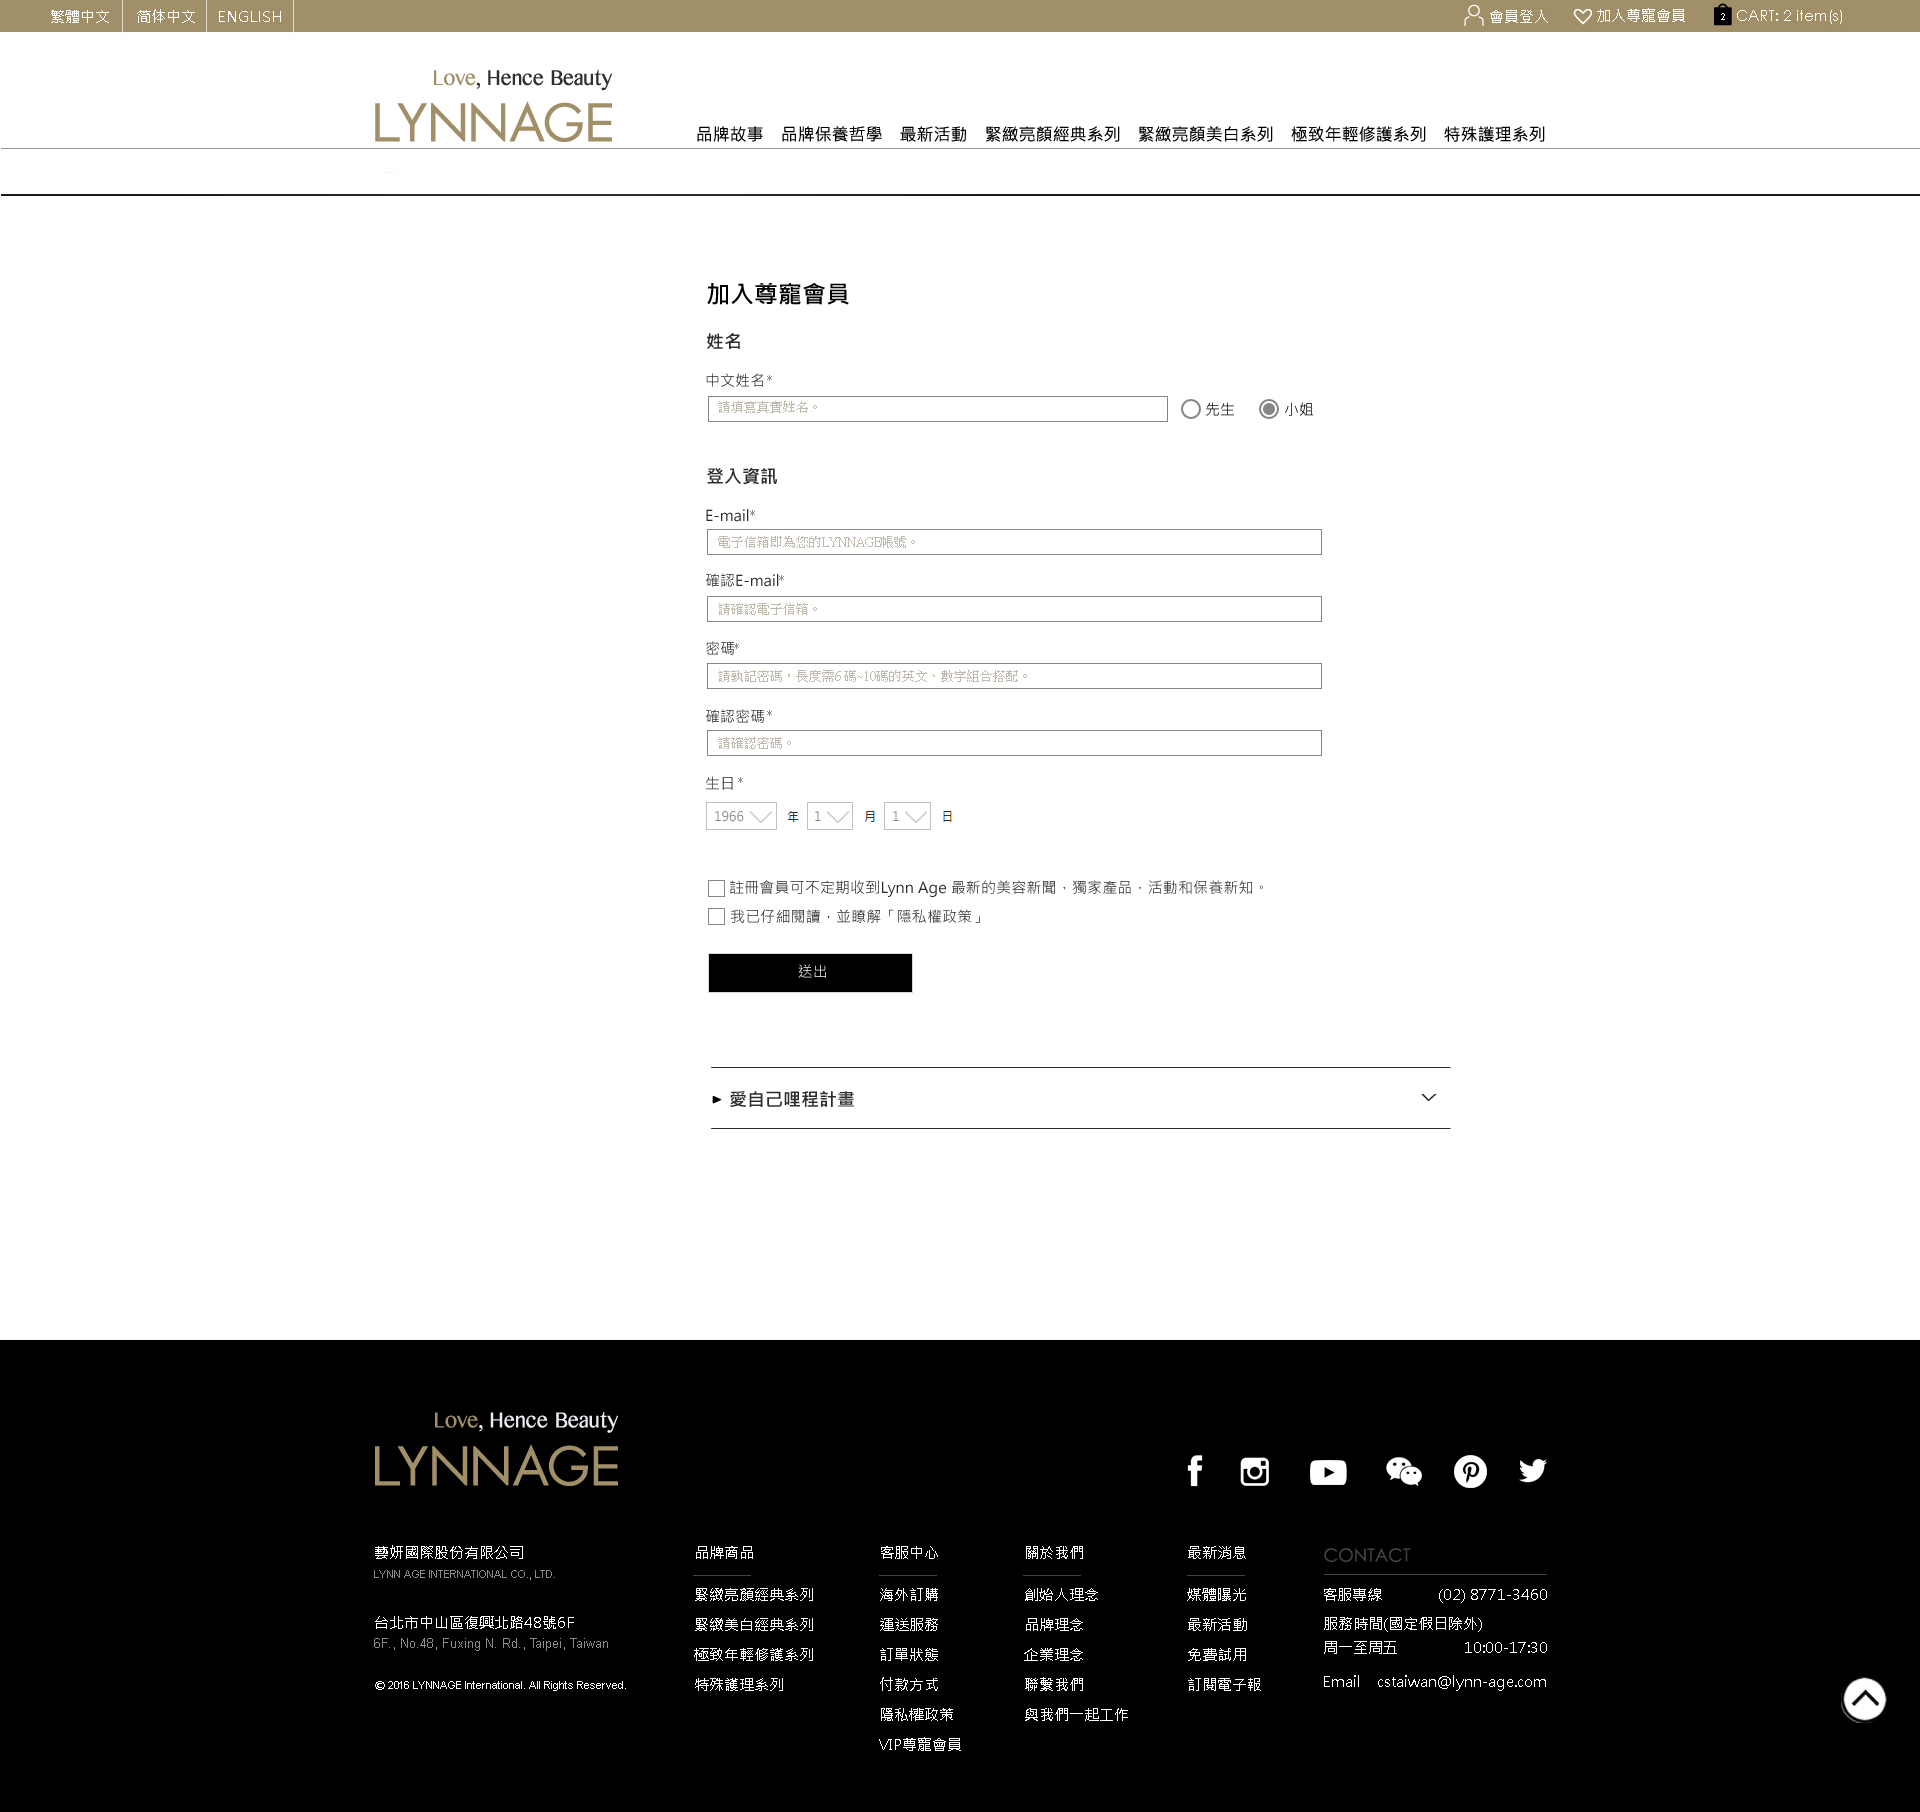 繁體中文 简体中文 ENGLISH 會員登入 加入尊寵會員 2 CART: 2 item(s)
Love, Hence Beauty
LYNNAGE
品牌故事 品牌保養哲學 最新活動 緊緻亮顏經典系列 緊緻亮顏美白系列 極致年輕修護系列 特殊護理系列
加入尊寵會員
姓名
中文姓名*
請填寫真實姓名。 先生 小姐
登入資訊
E-mail*
電子信箱即為您的LYNNAGE帳號。
確認E-mail*
請確認電子信箱。
密碼*
請執記密碼，長度需6碼~10碼的英文、數字組合搭配。
確認密碼*
請確認密碼。
生日*
1966 年 1 月 1 日
註冊會員可不定期收到Lynn Age 最新的美容新聞，獨家產品，活動和保養新知。
我已仔細閱讀，並瞭解「隱私權政策」
送出
愛自己哩程計畫
Love, Hence Beauty
LYNNAGE
藝妍國際股份有限公司 品牌商品 客服中心 關於我們 最新消息 CONTACT
LYNN AGE INTERNATIONAL CO., LTD.
緊緻亮顏經典系列 海外訂購 創始人理念 媒體曝光 客服專線 (02) 8771-3460
台北市中山區復興北路48號6F 緊緻美白經典系列 運送服務 品牌理念 最新活動 服務時間(國定假日除外)
6F., No.48, Fuxing N. Rd., Taipei, Taiwan 極致年輕修護系列 訂單狀態 企業理念 免費試用 周一至周五 10:00-17:30
© 2016 LYNNAGE International. All Rights Reserved. 特殊護理系列 付款方式 聯繫我們 訂閱電子報 Email cstaiwan@lynn-age.com
隱私權政策 與我們一起工作
VIP尊寵會員